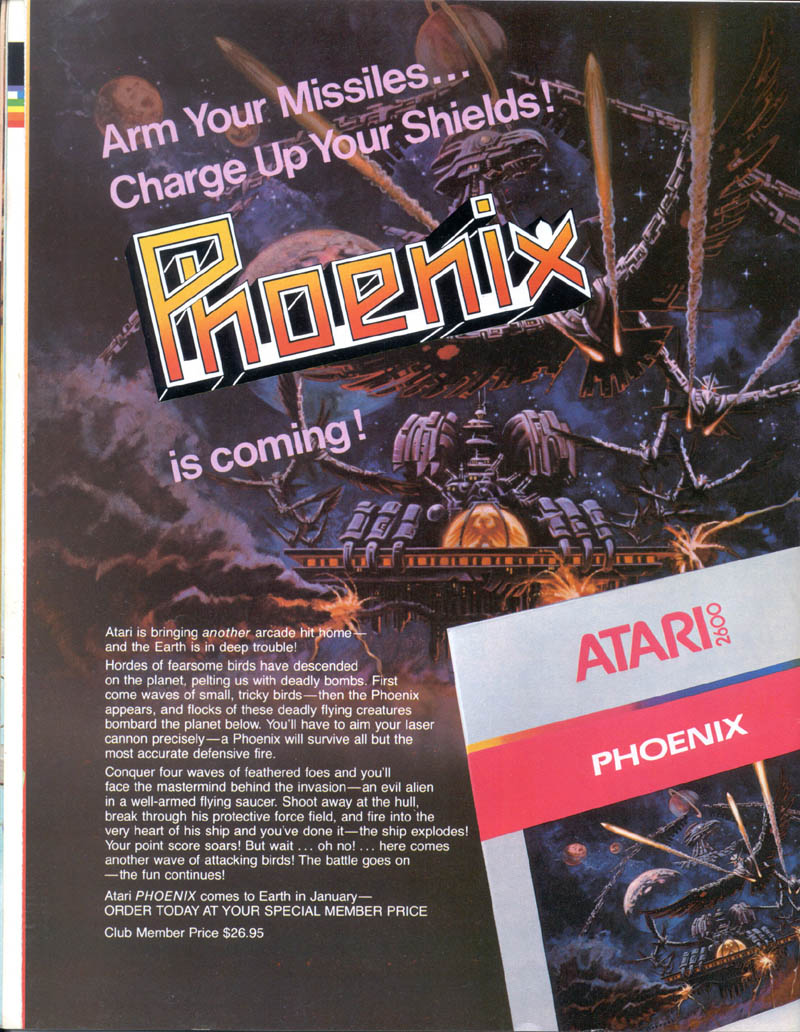 Arm Your Missiles...
Charge Up Your Shields!
Phoenix
is coming!
Atari is bringing another arcade hit home—
and the Earth is in deep trouble!
Hordes of fearsome birds have descended
on the planet, pelting us with deadly bombs. First
come waves of small, tricky birds—then the Phoenix
appears, and flocks of these deadly flying creatures
bombard the planet below. You'll have to aim your laser
cannon precisely—a Phoenix will survive all but the
most accurate defensive fire.
Conquer four waves of feathered foes and you'll
face the mastermind behind the invasion—an evil alien
in a well-armed flying saucer. Shoot away at the hull,
break through his protective force field, and fire into the
very heart of his ship and you've done it—the ship explodes!
Your point score soars! But wait ... oh no! ... here comes
another wave of attacking birds! The battle goes on
—the fun continues!
Atari PHOENIX comes to Earth in January—
ORDER TODAY AT YOUR SPECIAL MEMBER PRICE
Club Member Price $26.95
ATARI 2600
PHOENIX